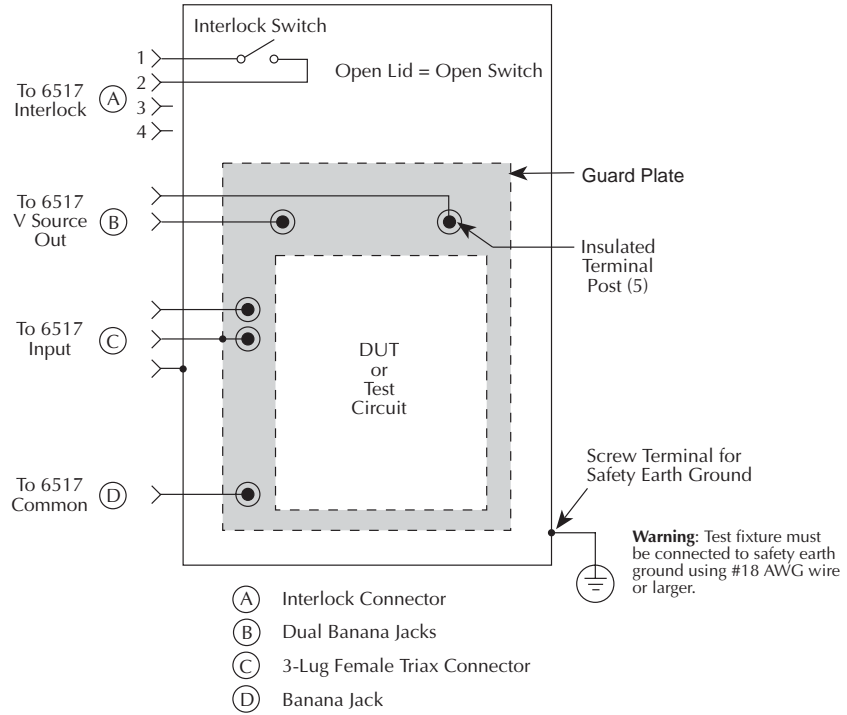 Interlock Switch
1
2
3
4
To 6517
Interlock
A
Open Lid = Open Switch
Guard Plate
To 6517
V Source
Out
B
Insulated
Terminal
Post (5)
To 6517
Input
C
DUT
or
Test
Circuit
Screw Terminal for
Safety Earth Ground
To 6517
Common
D
Warning: Test fixture must
be connected to safety earth
ground using #18 AWG wire
or larger.
A Interlock Connector
B Dual Banana Jacks
C 3-Lug Female Triax Connector
D Banana Jack